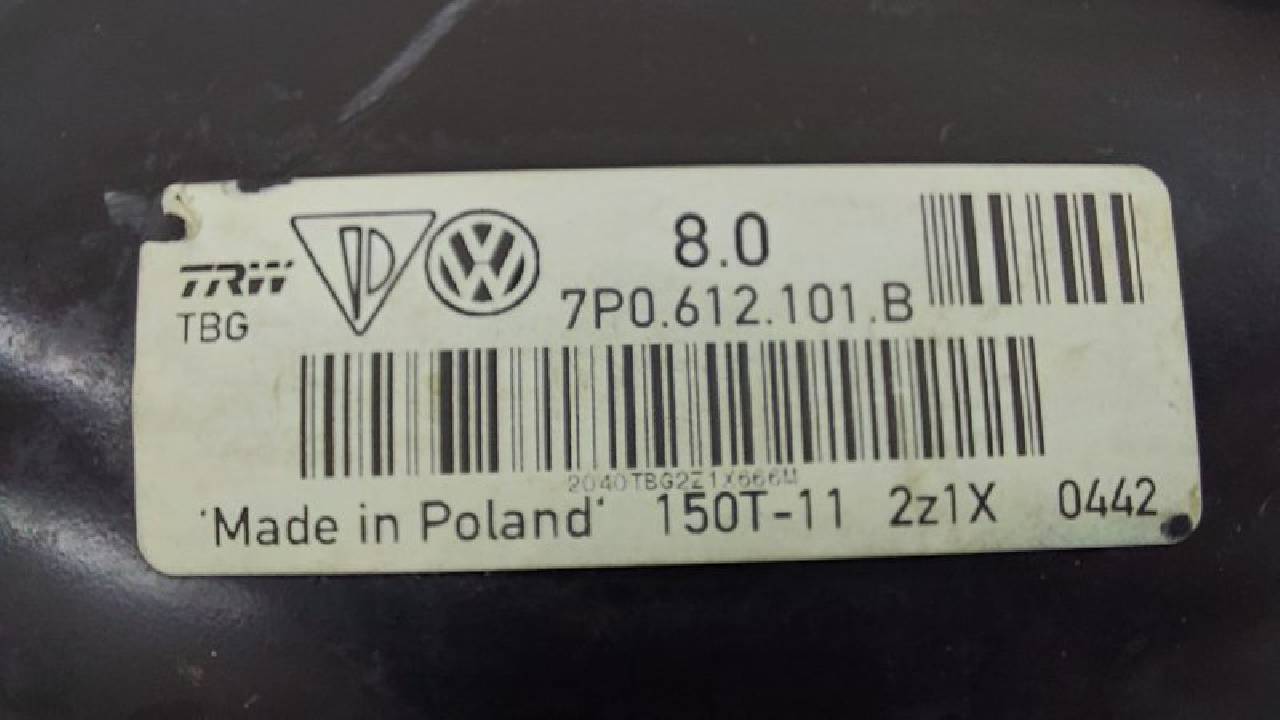 8.0
TRW
TBG
7P0.612.101.B
2040TBG2Z1X666M
'Made in Poland' 150T-11 2z1X 0442